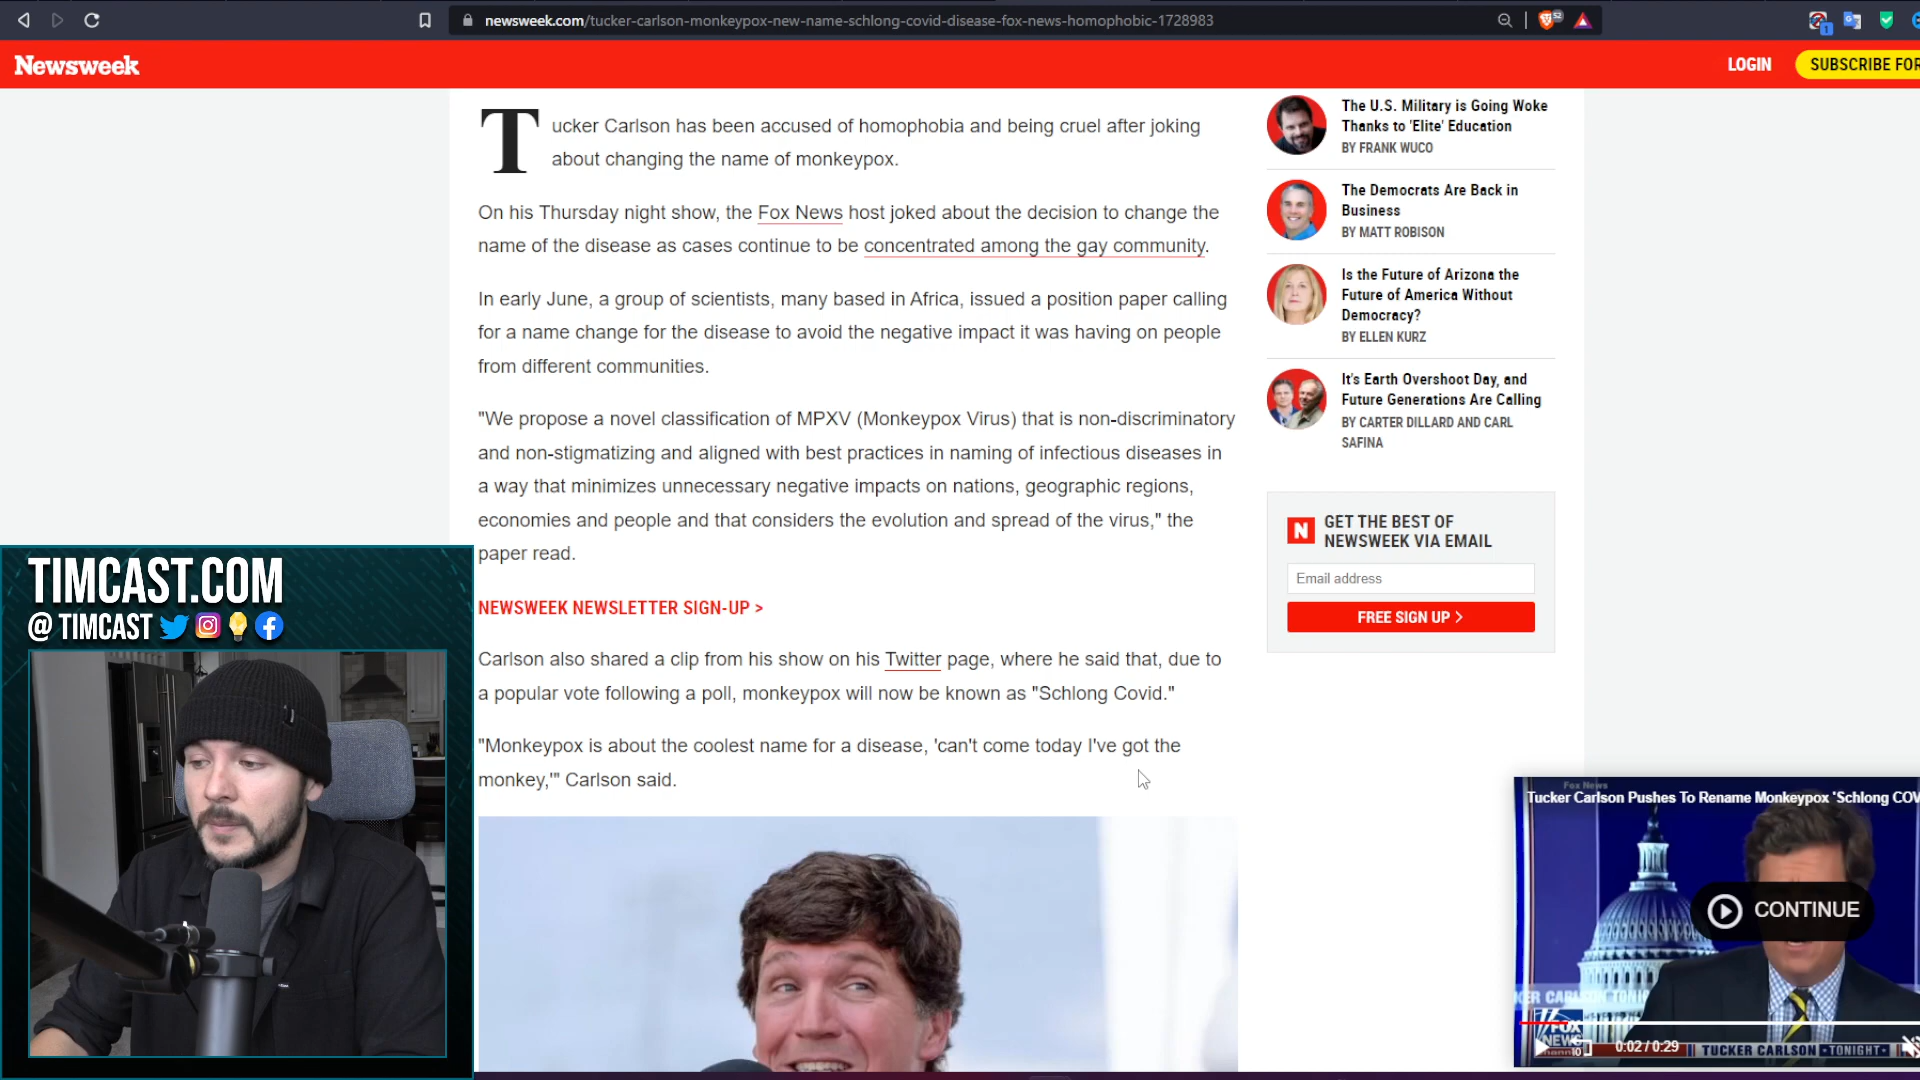 newsweek.com/tucker-carlson-monkeypox-new-name-schlong-covid-disease-fox-news-homophobic-1728983
Newsweek
LOGIN
SUBSCRIBE FOR
Tucker Carlson has been accused of homophobia and being cruel after joking
about changing the name of monkeypox.
On his Thursday night show, the Fox News host joked about the decision to change the
name of the disease as cases continue to be concentrated among the gay community.
In early June, a group of scientists, many based in Africa, issued a position paper calling
for a name change for the disease to avoid the negative impact it was having on people
from different communities.
"We propose a novel classification of MPXV (Monkeypox Virus) that is non-discriminatory
and non-stigmatizing and aligned with best practices in naming of infectious diseases in
a way that minimizes unnecessary negative impacts on nations, geographic regions,
economies and people and that considers the evolution and spread of the virus," the
paper read.
NEWSWEEK NEWSLETTER SIGN-UP >
Carlson also shared a clip from his show on his Twitter page, where he said that, due to
a popular vote following a poll, monkeypox will now be known as "Schlong Covid."
"Monkeypox is about the coolest name for a disease, 'can't come today I've got the
monkey,'" Carlson said.
The U.S. Military is Going Woke
Thanks to 'Elite' Education
BY FRANK WUCO
The Democrats Are Back in
Business
BY MATT ROBISON
Is the Future of Arizona the
Future of America Without
Democracy?
BY ELLEN KURZ
It's Earth Overshoot Day, and
Future Generations Are Calling
BY CARTER DILLARD AND CARL
SAFINA
N
GET THE BEST OF
NEWSWEEK VIA EMAIL
Email address
FREE SIGN UP >
TIMCAST.COM
@ TIMCAST
Fox News
Tucker Carlson Pushes To Rename Monkeypox 'Schlong COV
CONTINUE
FOX
NEWS
0:02 / 0:29
TUCKER CARLSON TONIGHT